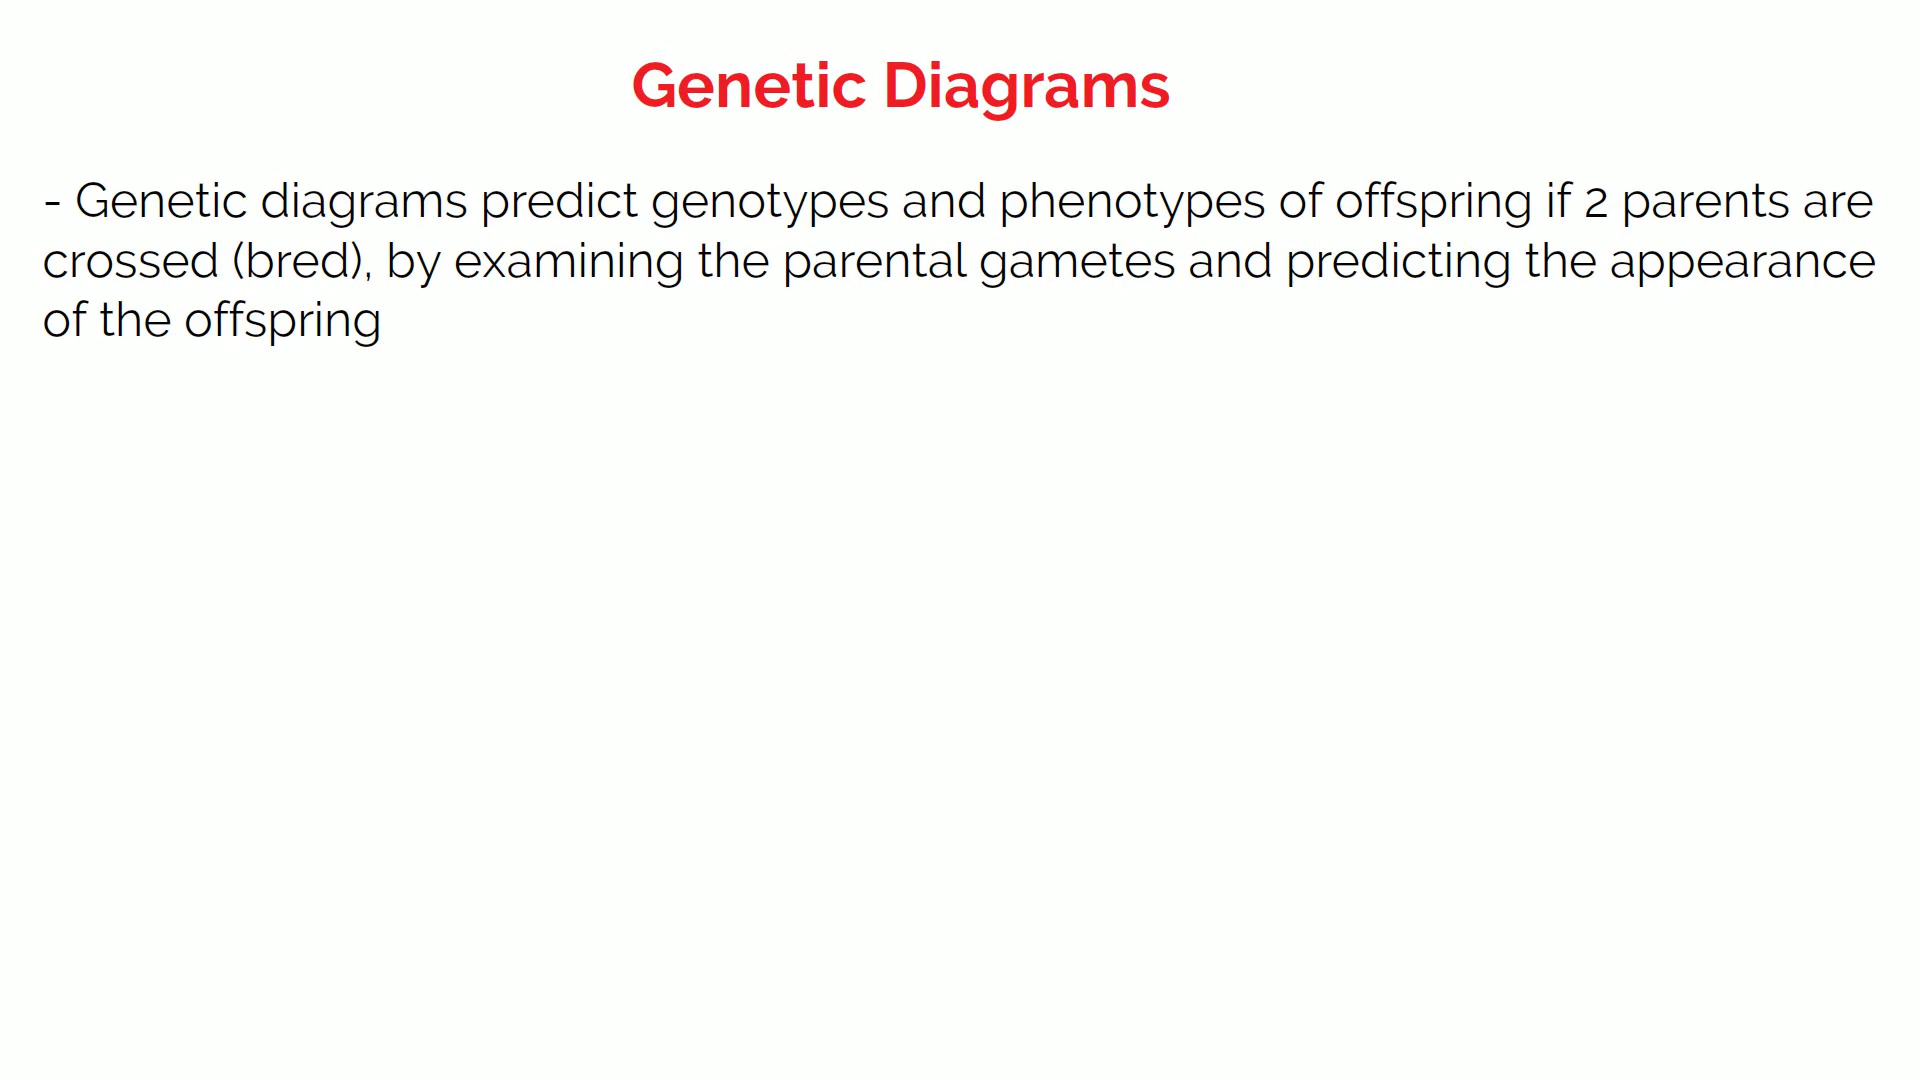 Genetic Diagrams
- Genetic diagrams predict genotypes and phenotypes of offspring if 2 parents are
crossed (bred), by examining the parental gametes and predicting the appearance
of the offspring